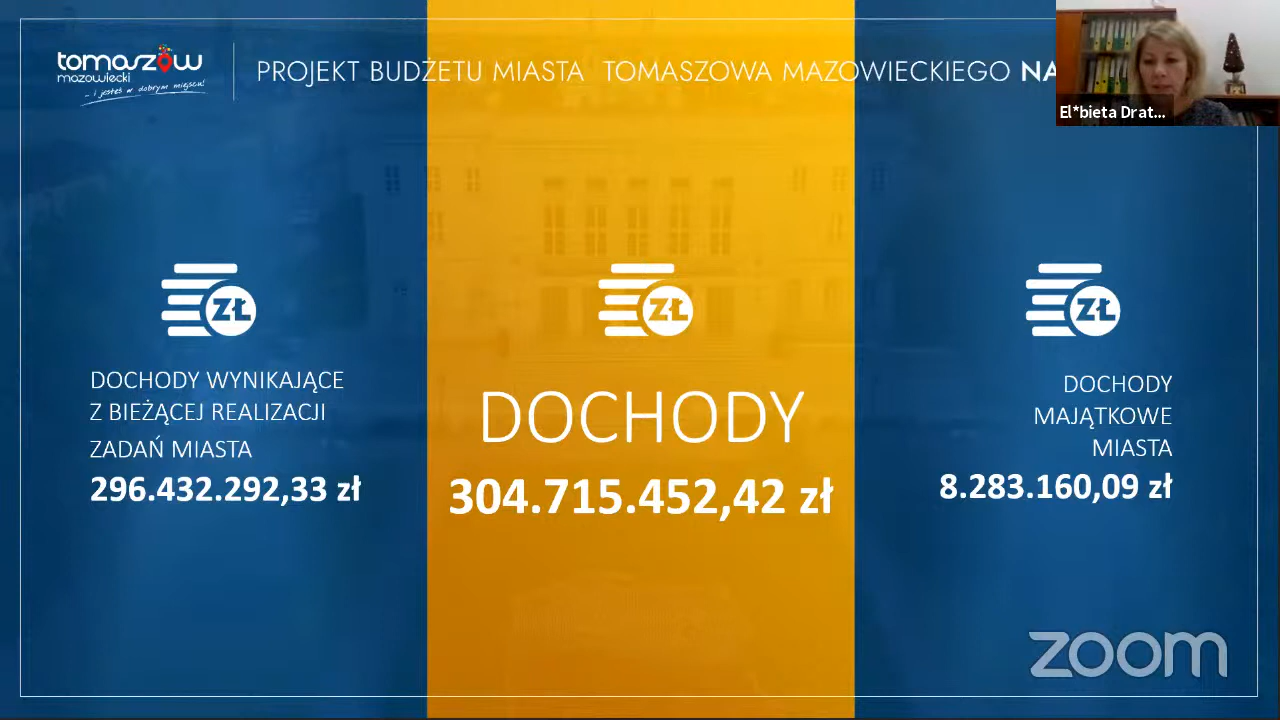 tomaszów
mazowiecki
... i jesteś w dobrym miejscu!
PROJEKT BUDŻETU MIASTA TOMASZOWA MAZOWIECKIEGO NA
El*bieta Drat...
ZŁ
ZŁ
ZŁ
DOCHODY WYNIKAJĄCE
Z BIEŻĄCEJ REALIZACJI
ZADAŃ MIASTA
296.432.292,33 zł
DOCHODY
304.715.452,42 zł
DOCHODY
MAJĄTKOWE
MIASTA
8.283.160,09 zł
zoom